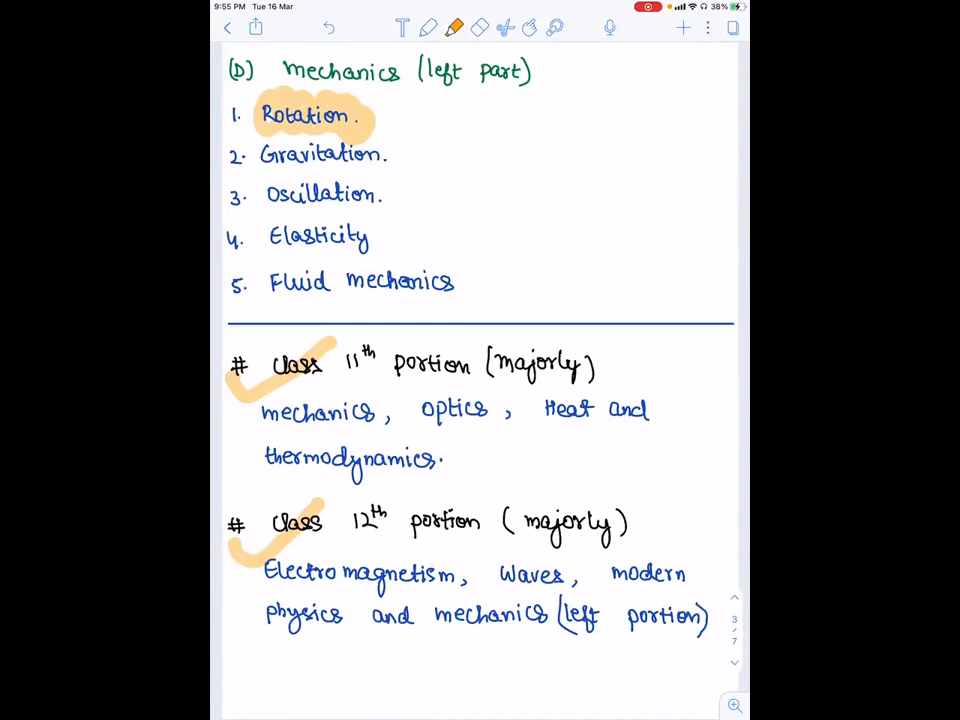 9:55 PM Tue 16 Mar 38%
T
(D) Mechanics (left part)
1. Rotation.
2. Gravitation.
3. Oscillation.
4. Elasticity
5. Fluid mechanics
# class 11th portion (majorly)
mechanics, optics, Heat and
thermodynamics.
# class 12th portion (majorly)
Electromagnetism, waves, modern
physics and mechanics (left portion)
3
/
7